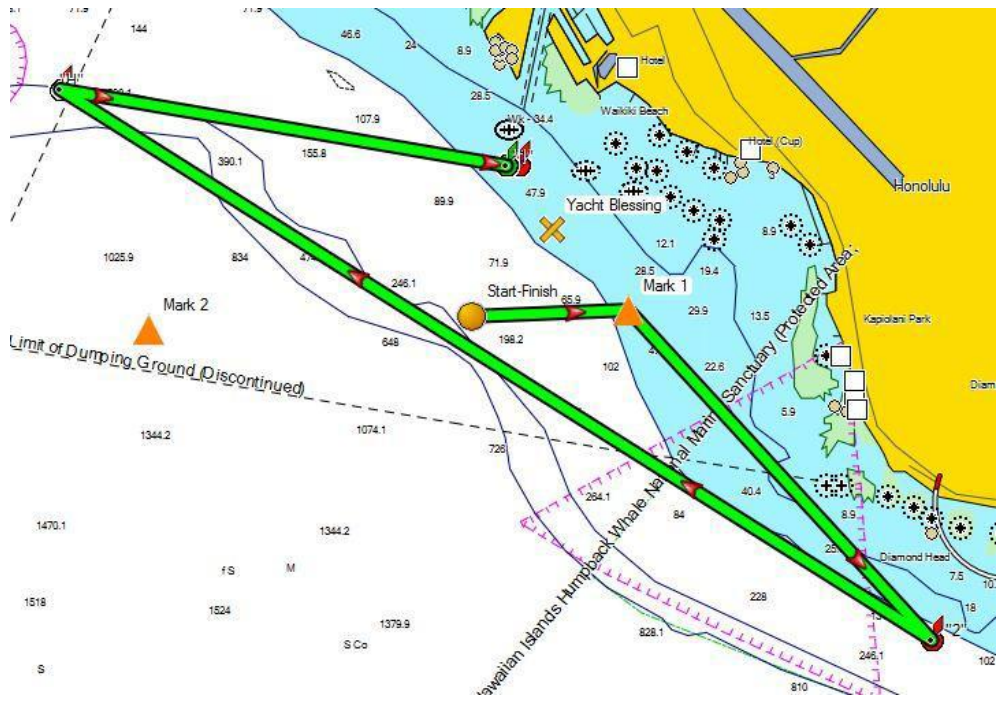 71.9
71.9
144
46.6
24
8.9
Hotel
"H"
28.5
Waikiki Beach
107.9
Wk - 34.4
Hotel (Cup)
155.8
390.1
47.9
Honolulu
89.9
Yacht Blessing
8.9
12.1
1025.9
834
71.9
28.5
19.4
246.1
Start-Finish
65.9
Mark 1
Mark 2
29.9
13.5
Kapiolani Park
198.2
648
Limit of Dumping Ground (Discontinued)
102
22.6
Diam
5.9
1344.2
1074.1
726
264.1
40.4
84
8.9
1470.1
1344.2
Hawaiian Islands Humpback Whale National Marine Sanctuary (Protected Area)
Diamond Head
f S
M
7.5
1518
1524
228
18
1379.9
828.1
"2"
S Co
246.1
102
S
810